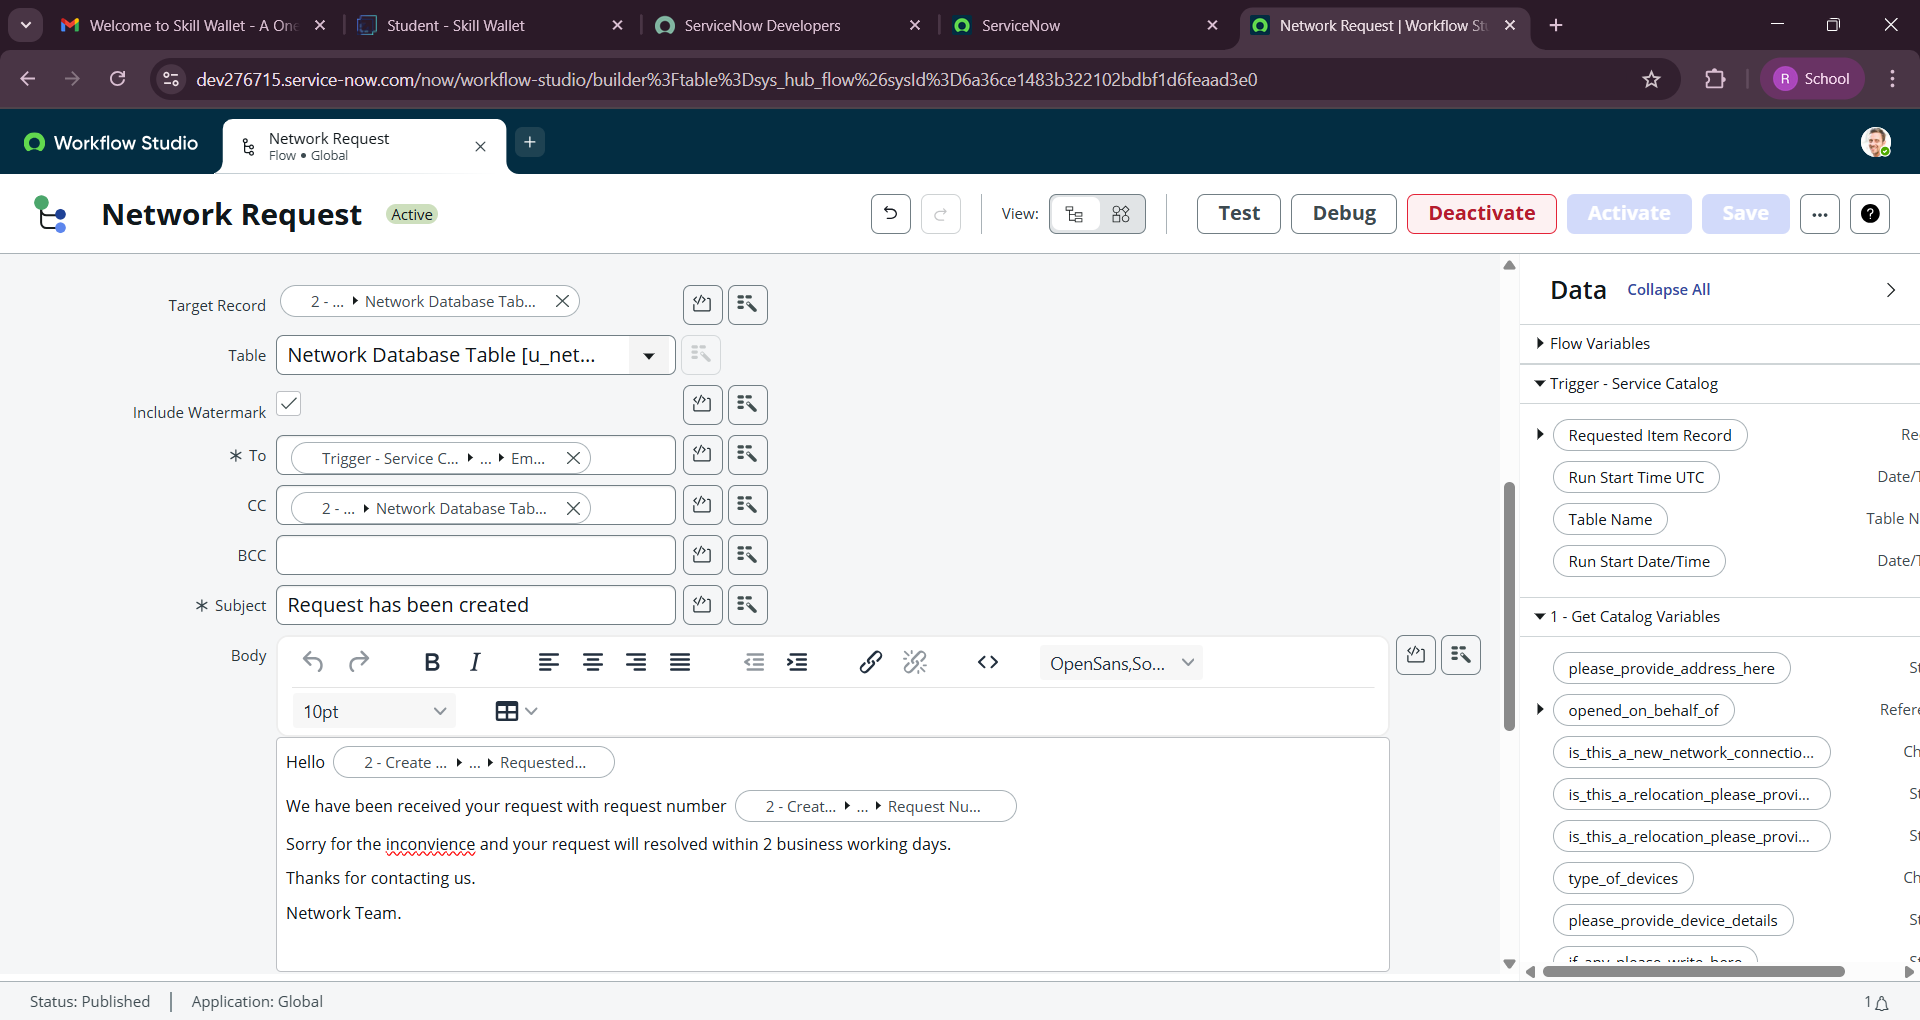 Welcome to Skill Wallet - A One
Student - Skill Wallet
ServiceNow Developers
ServiceNow
Network Request | Workflow St
dev276715.service-now.com/now/workflow-studio/builder%3Ftable%3Dsys_hub_flow%26sysId%3D6a36ce1483b322102bdbf1d6feaad3e0
R School
Workflow Studio
Network Request
Flow • Global
Network Request
Active
View:
Test
Debug
Deactivate
Activate
Save
Target Record
2 - ... ▸ Network Database Tab...
Table
Network Database Table [u_net...
Include Watermark
* To
Trigger - Service C... ▸ ... ▸ Em...
CC
2 - ... ▸ Network Database Tab...
BCC
* Subject
Request has been created
Body
OpenSans,So...
10pt
Hello 2 - Create ... ▸ ... ▸ Requested...
We have been received your request with request number 2 - Creat... ▸ ... ▸ Request Nu...
Sorry for the inconvience and your request will resolved within 2 business working days.
Thanks for contacting us.
Network Team.
Data Collapse All
Flow Variables
Trigger - Service Catalog
Requested Item Record Re
Run Start Time UTC Date/T
Table Name Table N
Run Start Date/Time Date/T
1 - Get Catalog Variables
please_provide_address_here St
opened_on_behalf_of Refere
is_this_a_new_network_connectio... Ch
is_this_a_relocation_please_provi... St
is_this_a_relocation_please_provi... St
type_of_devices Ch
please_provide_device_details St
if_any_please_write_here St
Status: Published
Application: Global
1